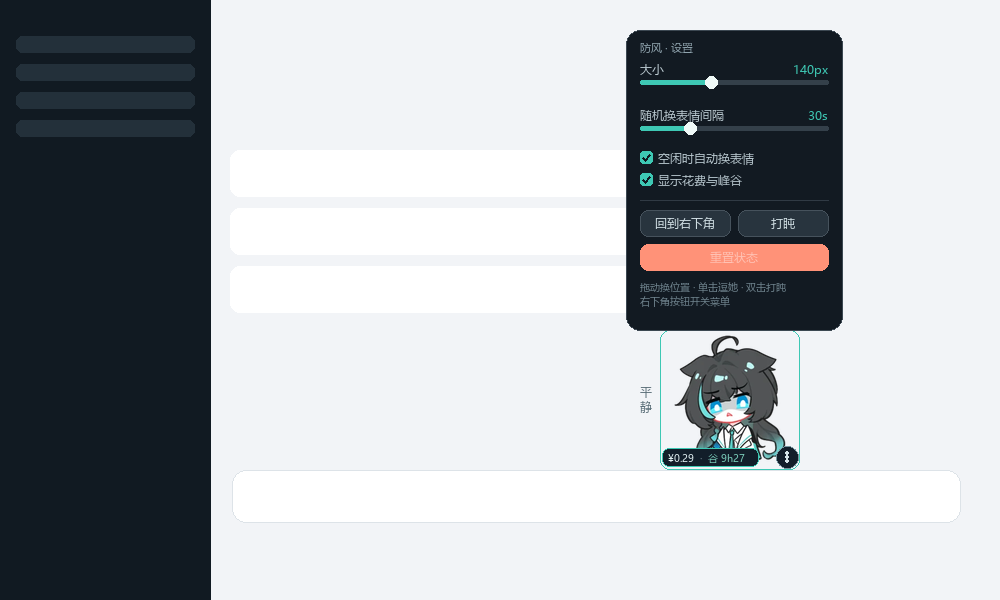 防风 · 设置
大小 140px
随机换表情间隔 30s
空闲时自动换表情
显示花费与峰谷
回到右下角 打盹
重置状态
拖动换位置 · 单击逗她 · 双击打盹
右下角按钮开关菜单
平
静
¥0.29 · 谷 9h27